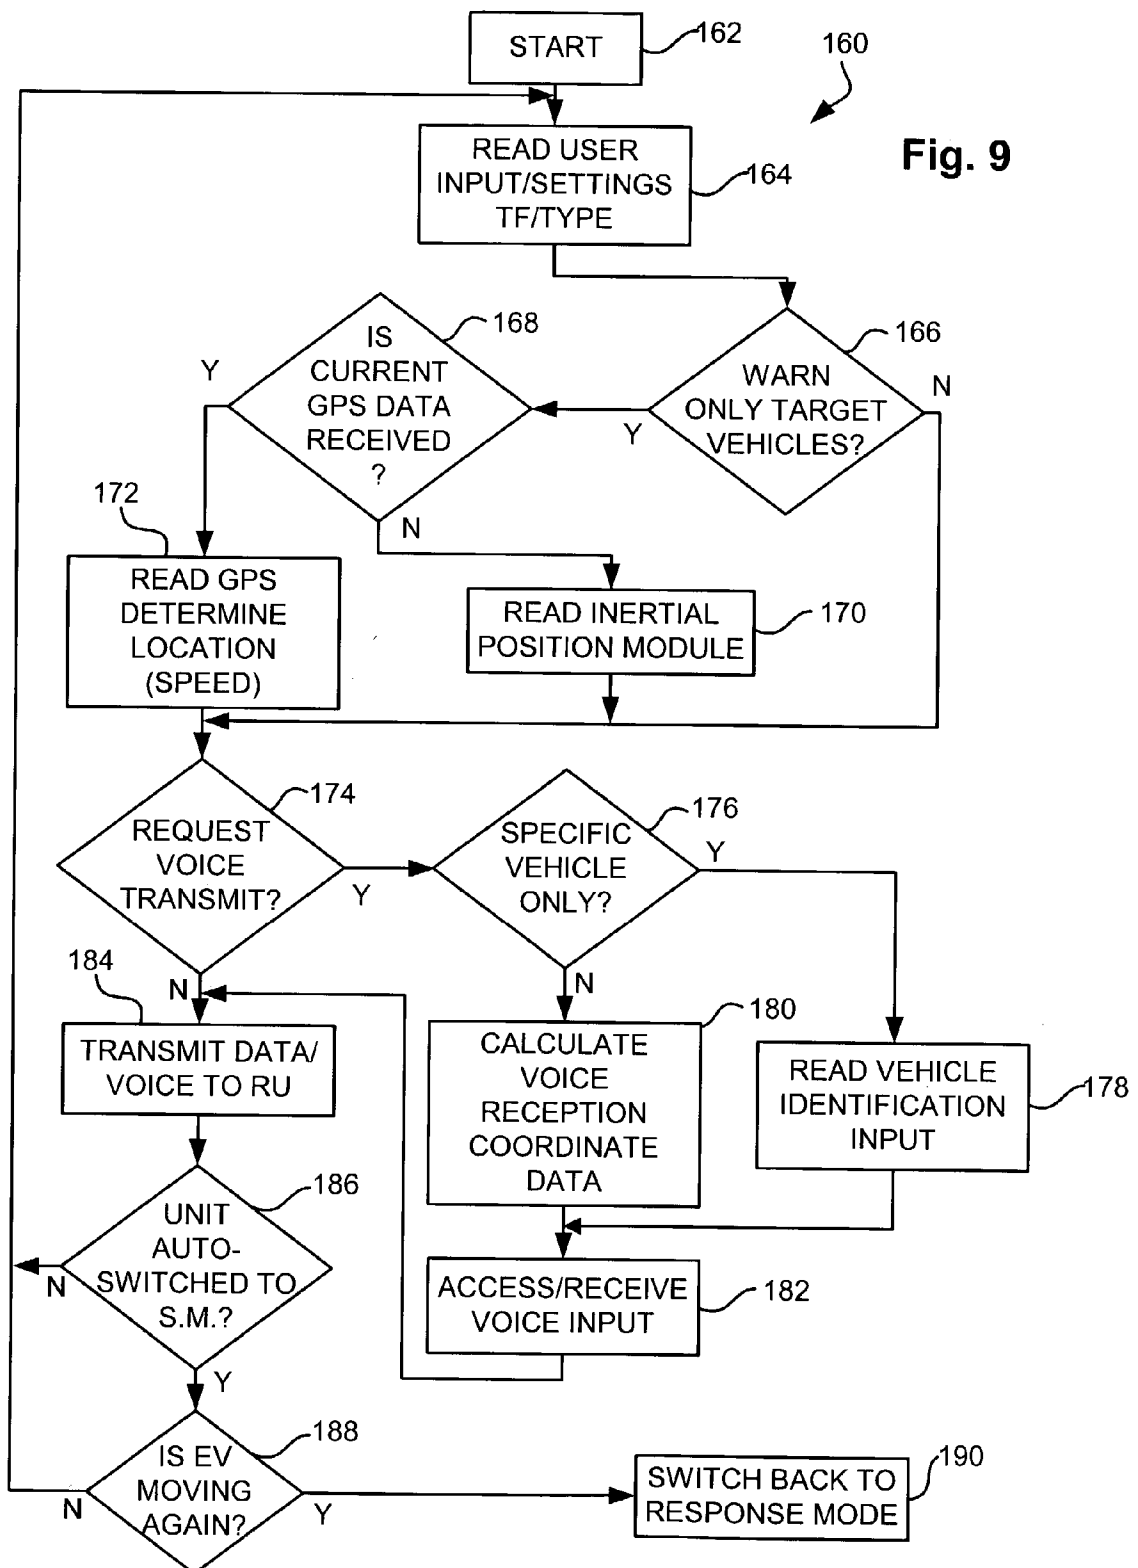 START
162
160
Fig. 9
READ USER
INPUT/SETTINGS
TF/TYPE
164
IS
CURRENT
GPS DATA
RECEIVED
?
168
Y
N
WARN
ONLY TARGET
VEHICLES?
166
Y
N
172
READ GPS
DETERMINE
LOCATION
(SPEED)
READ INERTIAL
POSITION MODULE
170
REQUEST
VOICE
TRANSMIT?
174
Y
N
SPECIFIC
VEHICLE
ONLY?
176
Y
N
184
TRANSMIT DATA/
VOICE TO RU
CALCULATE
VOICE
RECEPTION
COORDINATE
DATA
180
READ VEHICLE
IDENTIFICATION
INPUT
178
UNIT
AUTO-
SWITCHED TO
S.M.?
186
N
Y
ACCESS/RECEIVE
VOICE INPUT
182
IS EV
MOVING
AGAIN?
188
N
Y
SWITCH BACK TO
RESPONSE MODE
190